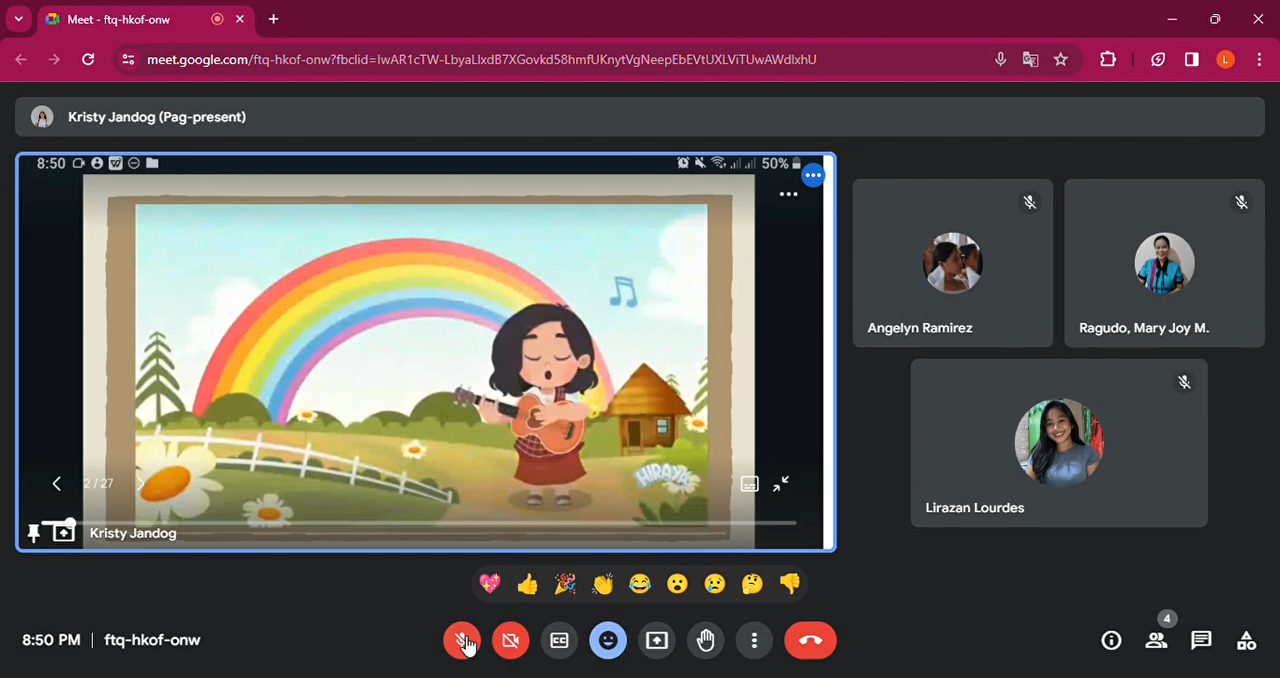 Meet - ftq-hkof-onw
meet.google.com/ftq-hkof-onw?fbclid=IwAR1cTW-LbyaLlxdB7XGovkd58hmfUKnytVgNeepEbEVtUXLViTUwAWdlxhU
L
Kristy Jandog (Pag-present)
8:50
50%
HIRAYA
2 / 27
Kristy Jandog
Angelyn Ramirez
Ragudo, Mary Joy M.
Lirazan Lourdes
8:50 PM | ftq-hkof-onw
4